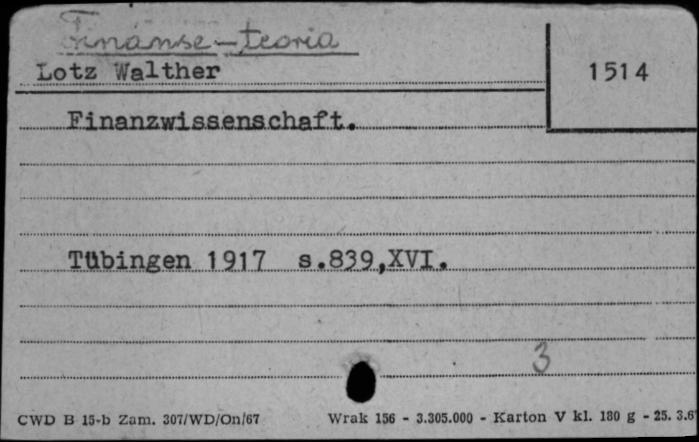 Finanse - teoria
Lotz Walther
1514
Finanzwissenschaft.
Tübingen 1917 s.839,XVI.
3
CWD B 15-b Zam. 307/WD/On/67 Wrak 156 - 3.305.000 - Karton V kl. 180 g - 25. 3.67